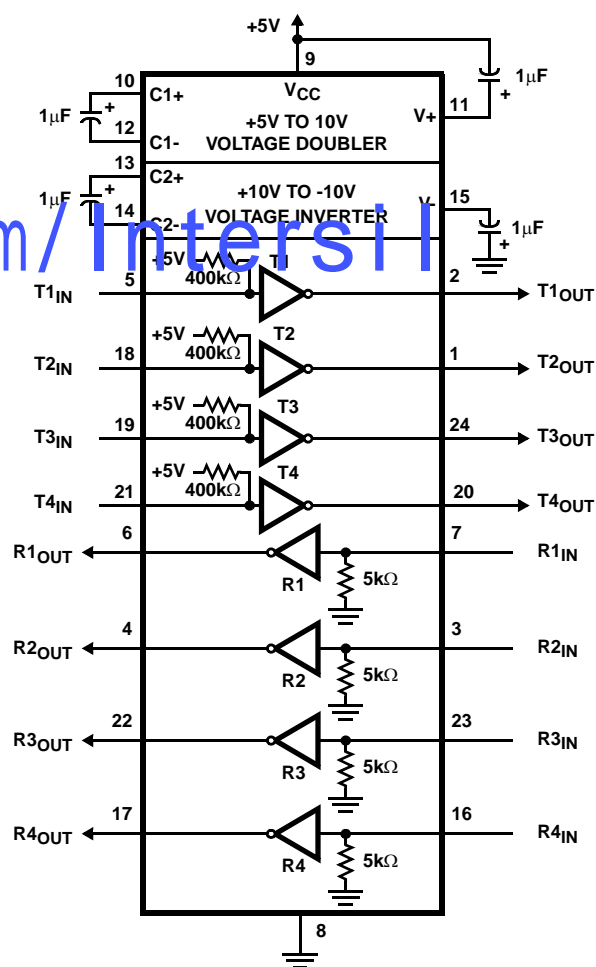 +5V
9
10
C1+
VCC
1µF
1µF
+
+
V+
11
12
C1-
+5V TO 10V
VOLTAGE DOUBLER
13
C2+
1µF
+
+10V TO -10V
VOLTAGE INVERTER
V-
15
14
C2-
1µF
+
m/Intersil
+5V
T1
5
400kΩ
2
T1IN
T1OUT
+5V
T2
18
400kΩ
1
T2IN
T2OUT
+5V
T3
19
400kΩ
24
T3IN
T3OUT
+5V
T4
21
400kΩ
20
T4IN
T4OUT
6
7
R1OUT
R1IN
R1
5kΩ
4
3
R2OUT
R2IN
R2
5kΩ
22
23
R3OUT
R3IN
R3
5kΩ
17
16
R4OUT
R4IN
R4
5kΩ
8